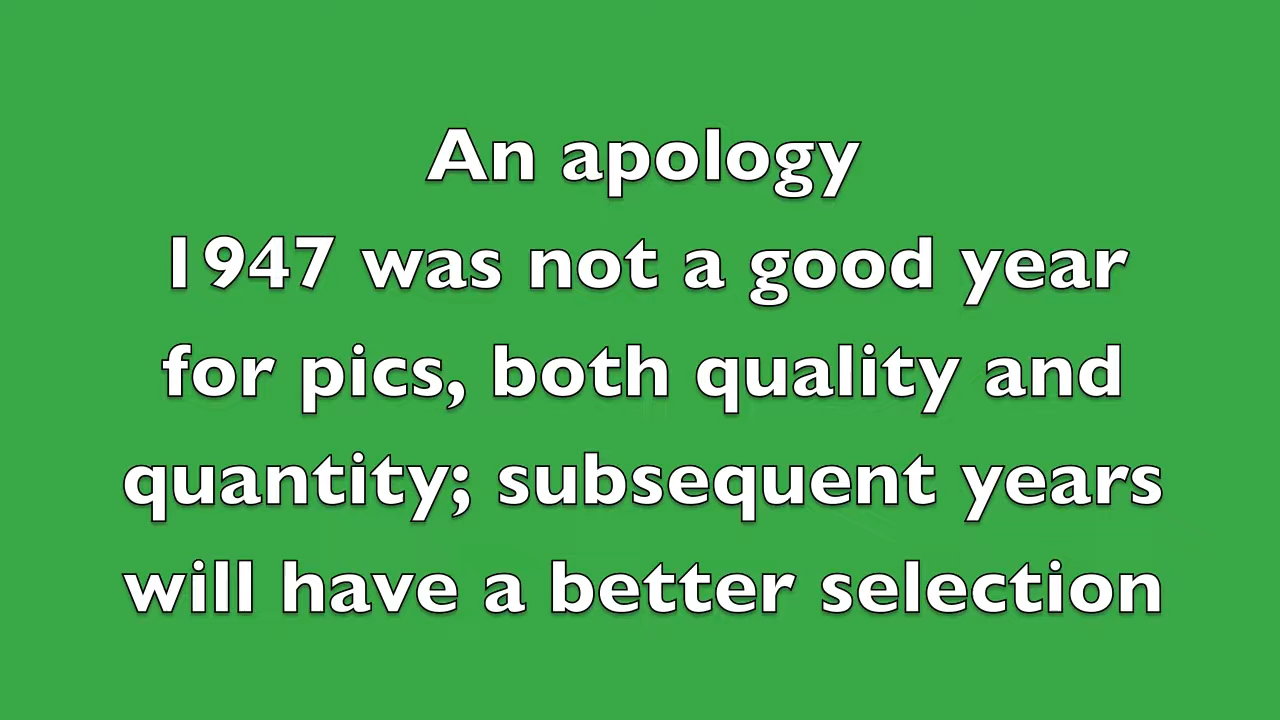 An apology
1947 was not a good year
for pics, both quality and
quantity; subsequent years
will have a better selection